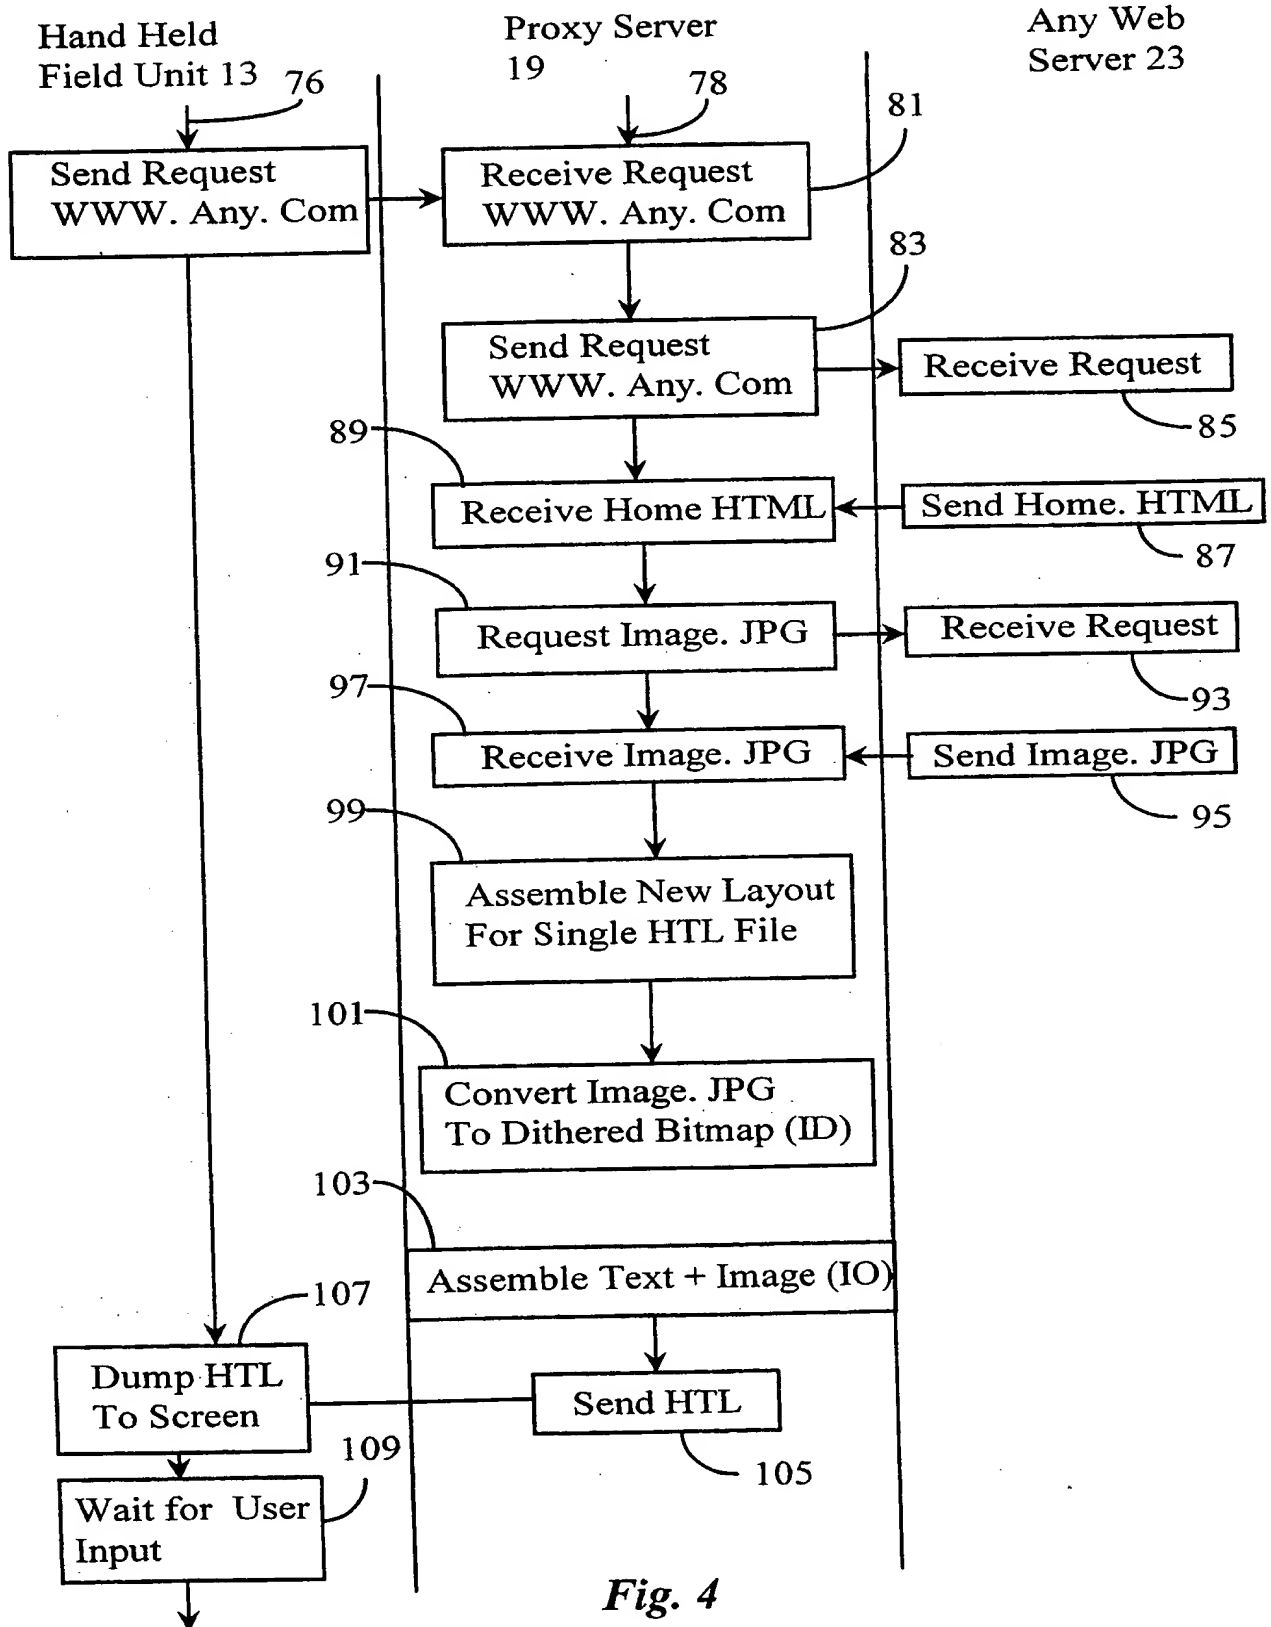 Hand Held
Field Unit 13
76
Proxy Server
19
78
Any Web
Server 23
81
Send Request
WWW. Any. Com
Receive Request
WWW. Any. Com
83
Send Request
WWW. Any. Com
Receive Request
85
89
Receive Home HTML
Send Home. HTML
87
91
Request Image. JPG
Receive Request
93
97
Receive Image. JPG
Send Image. JPG
95
99
Assemble New Layout
For Single HTL File
101
Convert Image. JPG
To Dithered Bitmap (ID)
103
Assemble Text + Image (IO)
107
Dump HTL
To Screen
Send HTL
105
109
Wait for User
Input
Fig. 4